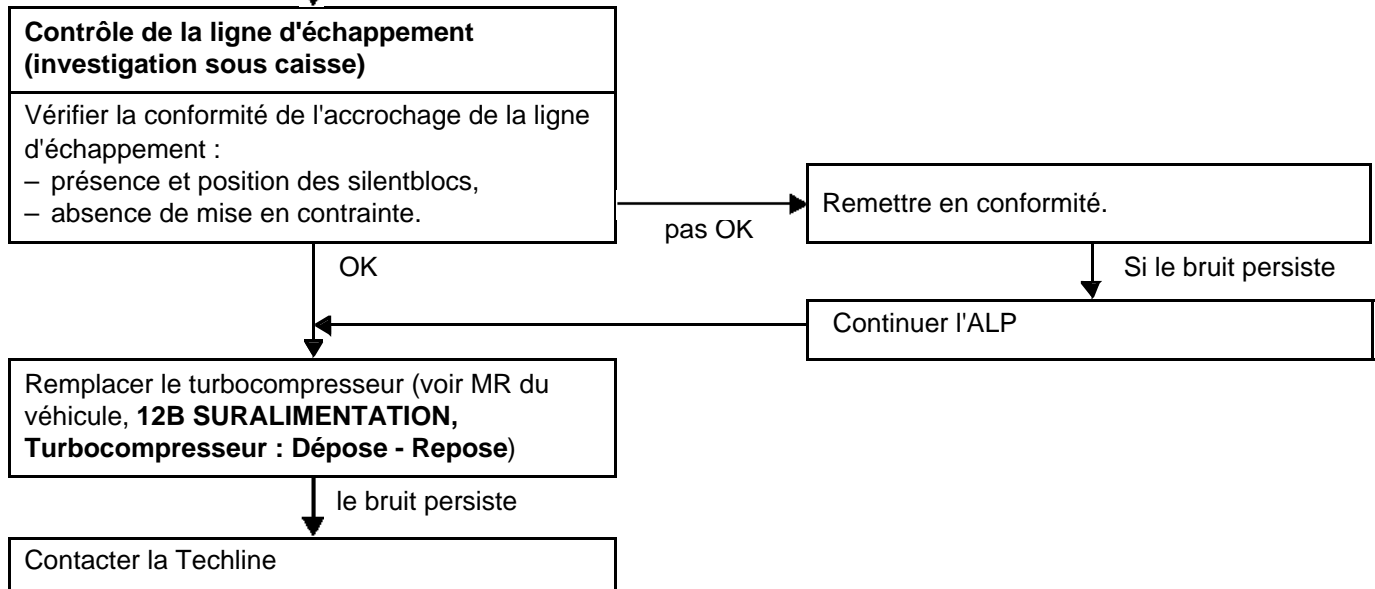 Contrôle de la ligne d'échappement
(investigation sous caisse)
Vérifier la conformité de l'accrochage de la ligne
d'échappement :
– présence et position des silentblocs,
– absence de mise en contrainte.
pas OK
Remettre en conformité.
OK
Si le bruit persiste
Continuer l'ALP
Remplacer le turbocompresseur (voir MR du
véhicule, 12B SURALIMENTATION,
Turbocompresseur : Dépose - Repose)
le bruit persiste
Contacter la Techline